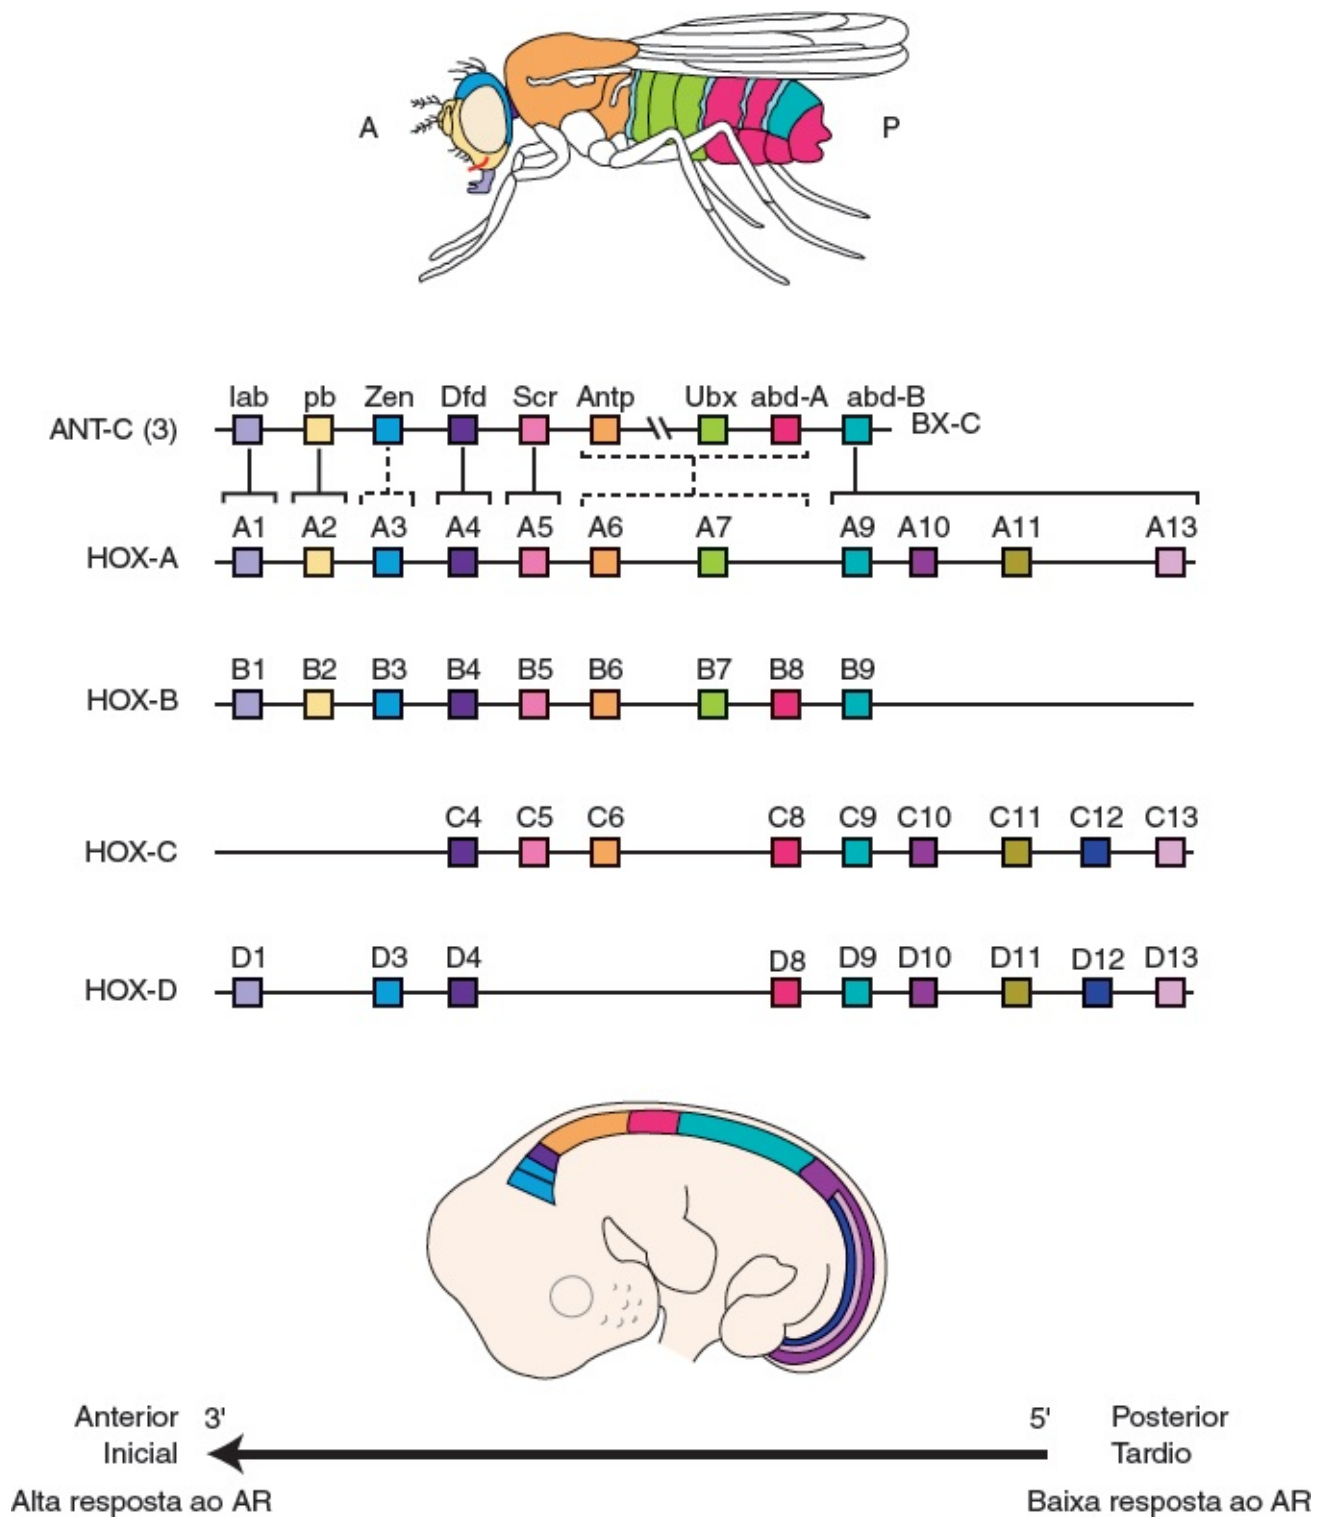 A P
lab pb Zen Dfd Scr Antp Ubx abd-A abd-B
ANT-C (3) BX-C
A1 A2 A3 A4 A5 A6 A7 A9 A10 A11 A13
HOX-A
B1 B2 B3 B4 B5 B6 B7 B8 B9
HOX-B
C4 C5 C6 C8 C9 C10 C11 C12 C13
HOX-C
D1 D3 D4 D8 D9 D10 D11 D12 D13
HOX-D
Anterior 3' 5' Posterior
Inicial Tardio
Alta resposta ao AR Baixa resposta ao AR